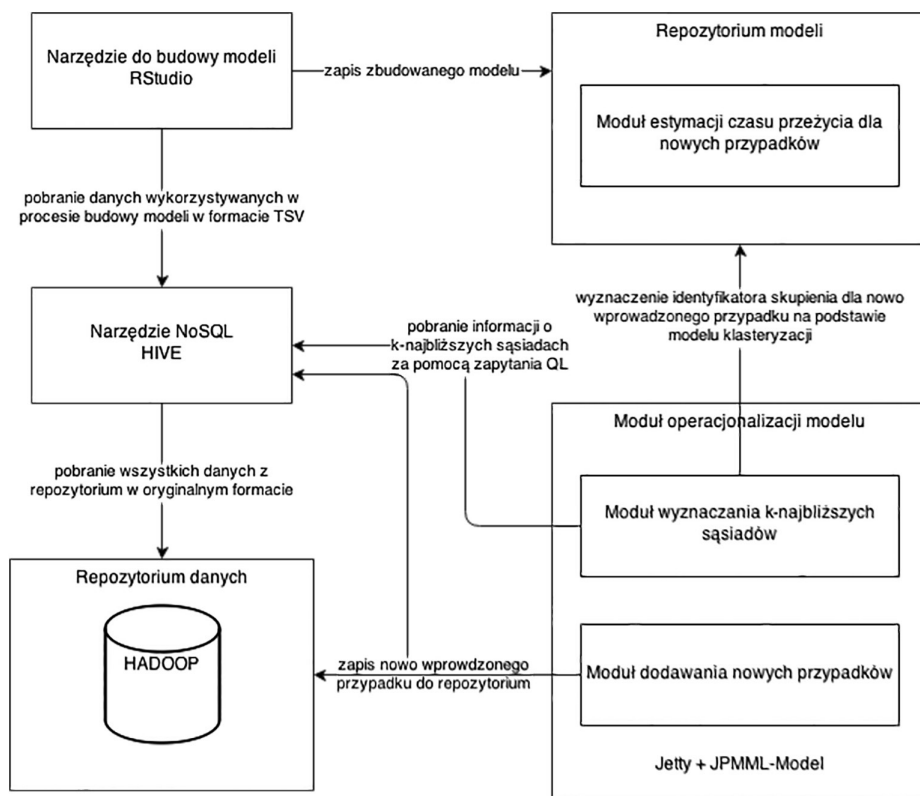 Narzędzie do budowy modeli
RStudio
zapis zbudowanego modelu
Repozytorium modeli
Moduł estymacji czasu przeżycia dla
nowych przypadków
pobranie danych wykorzystywanych w
procesie budowy modeli w formacie TSV
Narzędzie NoSQL
HIVE
pobranie informacji o
k-najbliższych sąsiadach
za pomocą zapytania QL
wyznaczenie identyfikatora skupienia dla nowo
wprowadzonego przypadku na podstawie
modelu klasteryzacji
pobranie wszystkich danych z
repozytorium w oryginalnym formacie
Moduł operacjonalizacji modelu
Moduł wyznaczania k-najbliższych
sąsiadów
Repozytorium danych
HADOOP
zapis nowo wprwdzonego
przypadku do repozytorium
Moduł dodawania nowych przypadków
Jetty + JPMML-Model